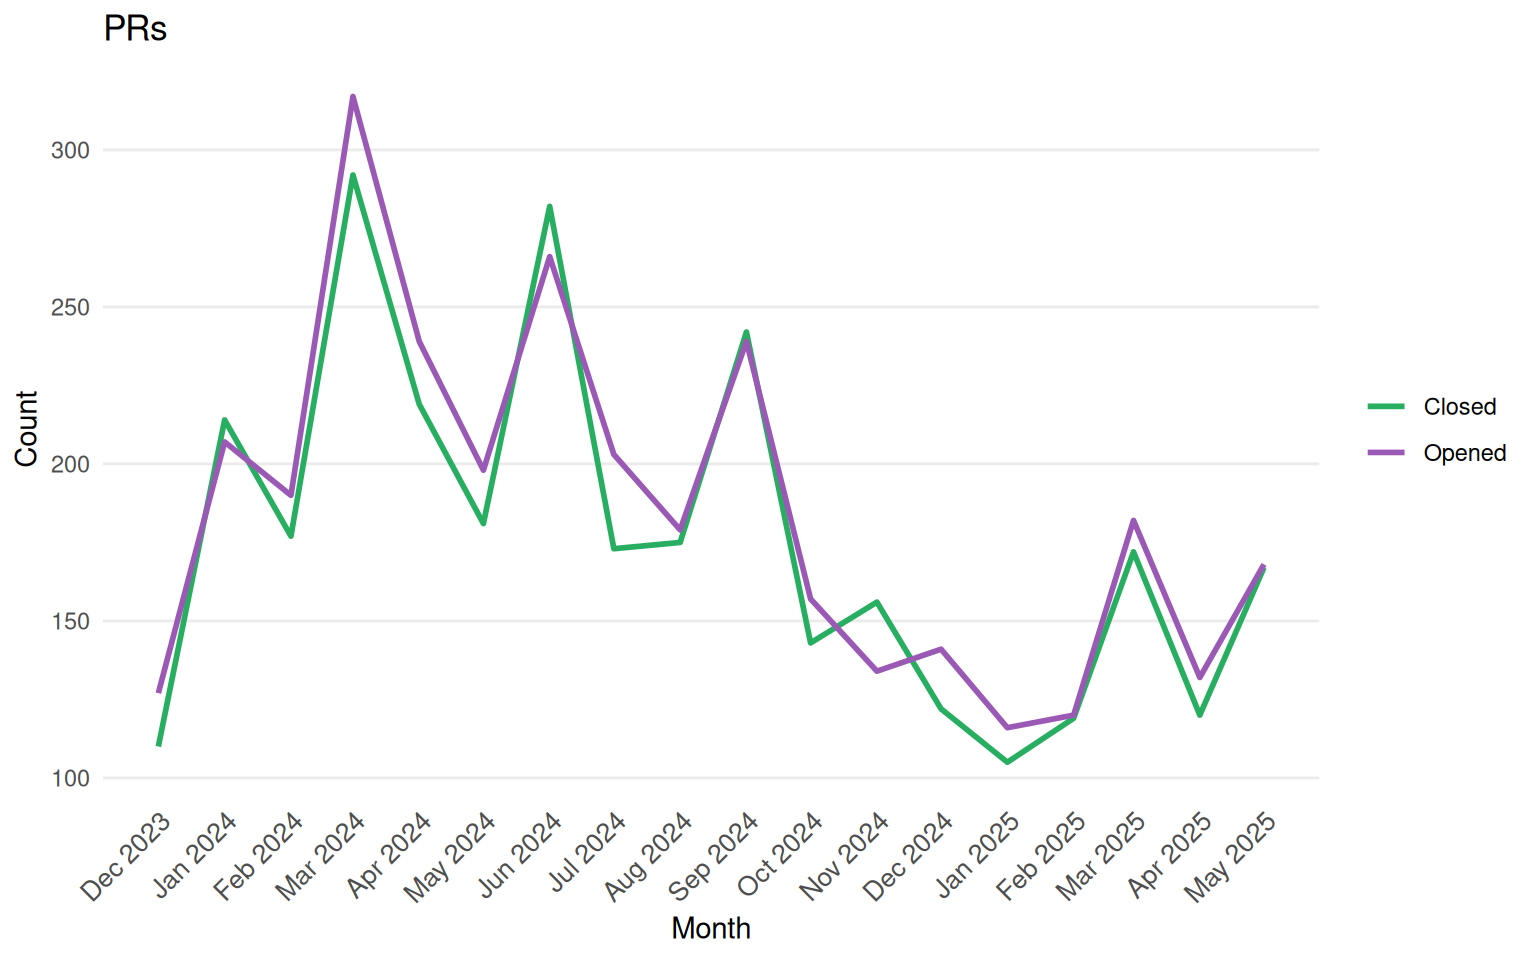 PRs
300
250
200
150
100
Count
Dec 2023
Jan 2024
Feb 2024
Mar 2024
Apr 2024
May 2024
Jun 2024
Jul 2024
Aug 2024
Sep 2024
Oct 2024
Nov 2024
Dec 2024
Jan 2025
Feb 2025
Mar 2025
Apr 2025
May 2025
Month
Closed
Opened